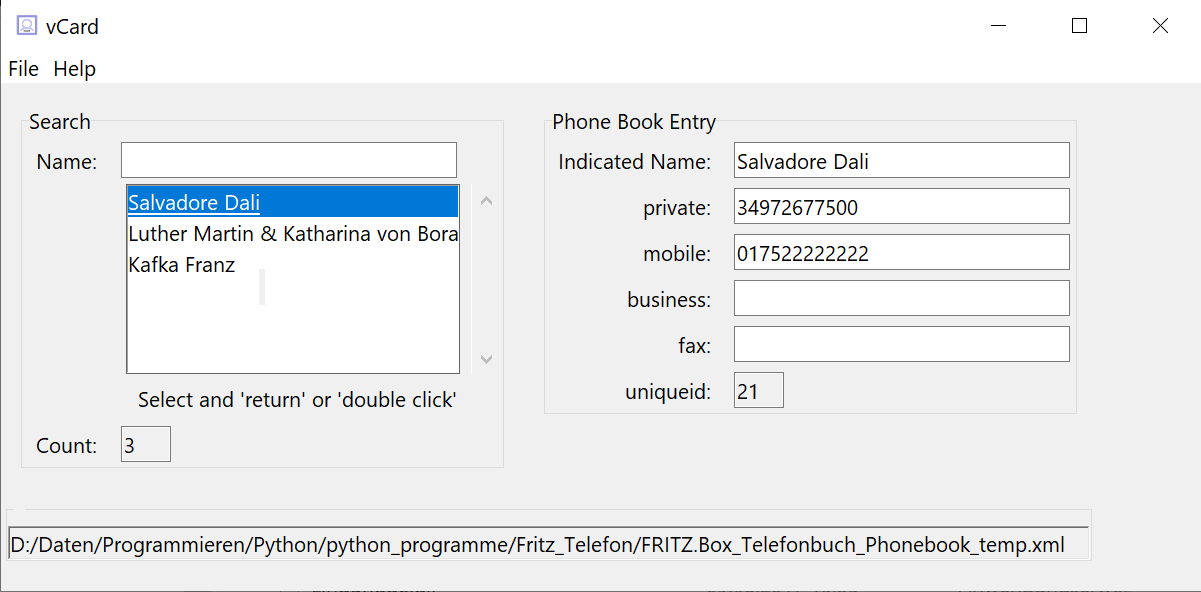 vCard
File Help
Search
Name:
Salvadore Dali
Luther Martin & Katharina von Bora
Kafka Franz
Select and 'return' or 'double click'
Count: 3
Phone Book Entry
Indicated Name: Salvadore Dali
private: 34972677500
mobile: 017522222222
business:
fax:
uniqueid: 21
D:/Daten/Programmieren/Python/python_programme/Fritz_Telefon/FRITZ.Box_Telefonbuch_Phonebook_temp.xml